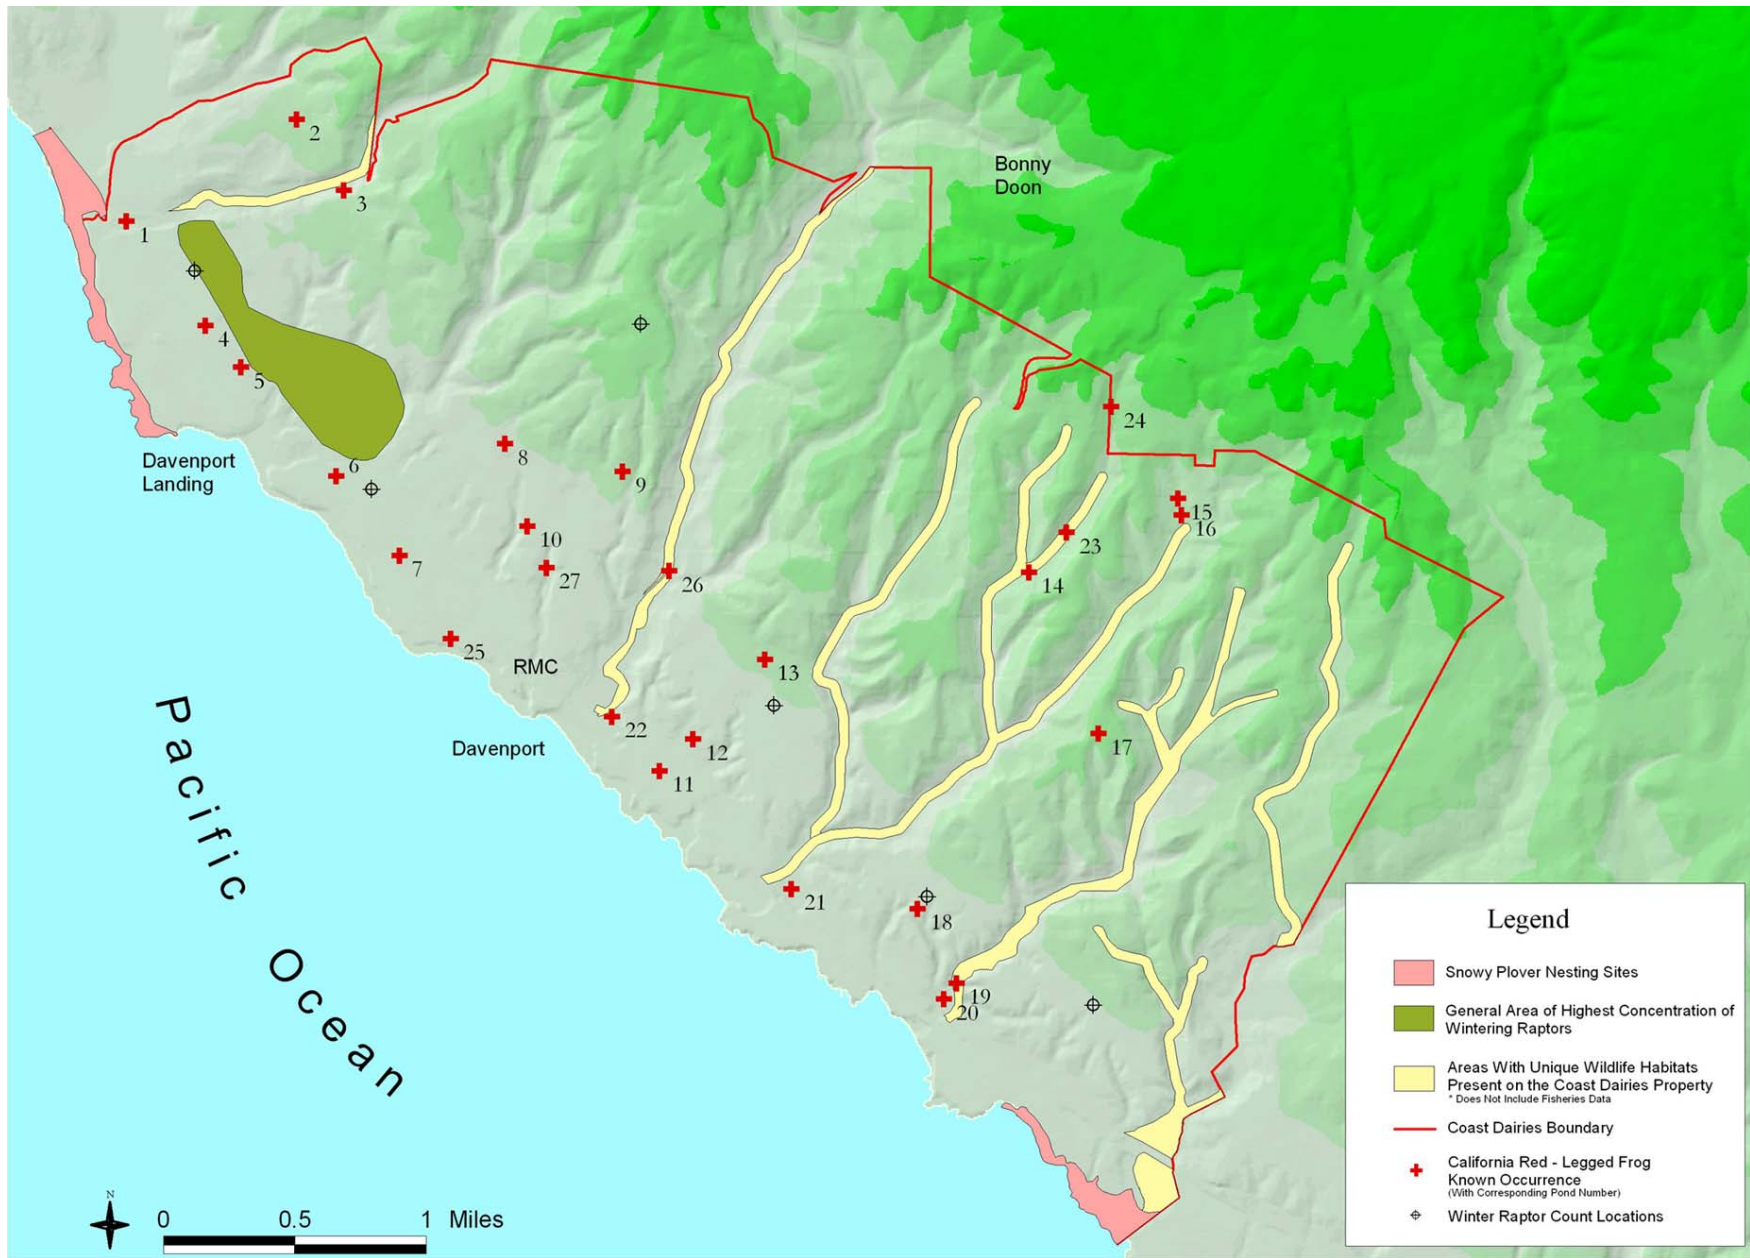 2
Bonny
Doon
3
1
4
5
24
Davenport
Landing
6
8
9
15
16
10
23
7
27
26
14
25
RMC
13
22
12
17
Davenport
11
Pacific Ocean
21
18
19
20
Legend
Snowy Plover Nesting Sites
General Area of Highest Concentration of
Wintering Raptors
Areas With Unique Wildlife Habitats
Present on the Coast Dairies Property
* Does Not Include Fisheries Data
Coast Dairies Boundary
California Red - Legged Frog
Known Occurrence
(With Corresponding Pond Number)
Winter Raptor Count Locations
N
0 0.5 1 Miles